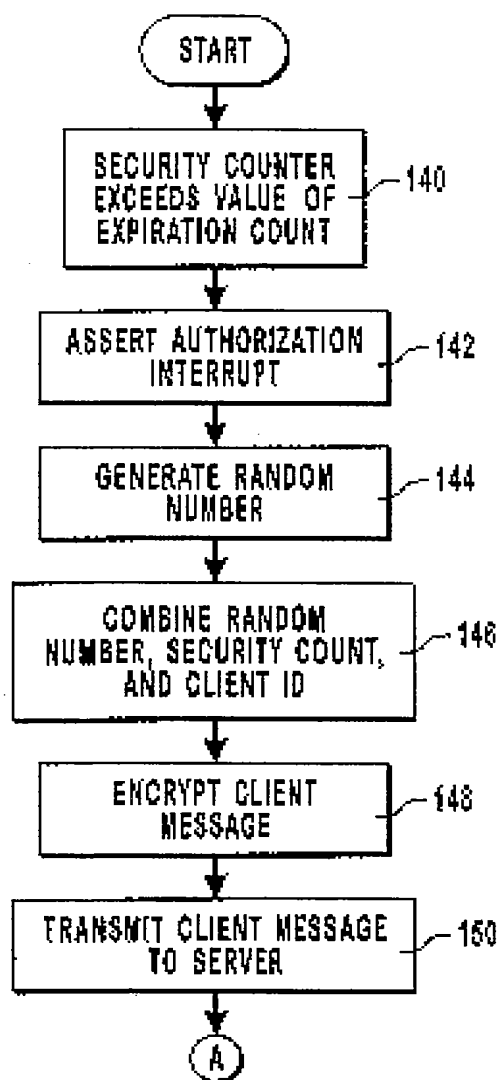 START
SECURITY COUNTER
EXCEEDS VALUE OF
EXPIRATION COUNT
140
ASSERT AUTHORIZATION
INTERRUPT
142
GENERATE RANDOM
NUMBER
144
COMBINE RANDOM
NUMBER, SECURITY COUNT,
AND CLIENT ID
146
ENCRYPT CLIENT
MESSAGE
148
TRANSMIT CLIENT MESSAGE
TO SERVER
150
A